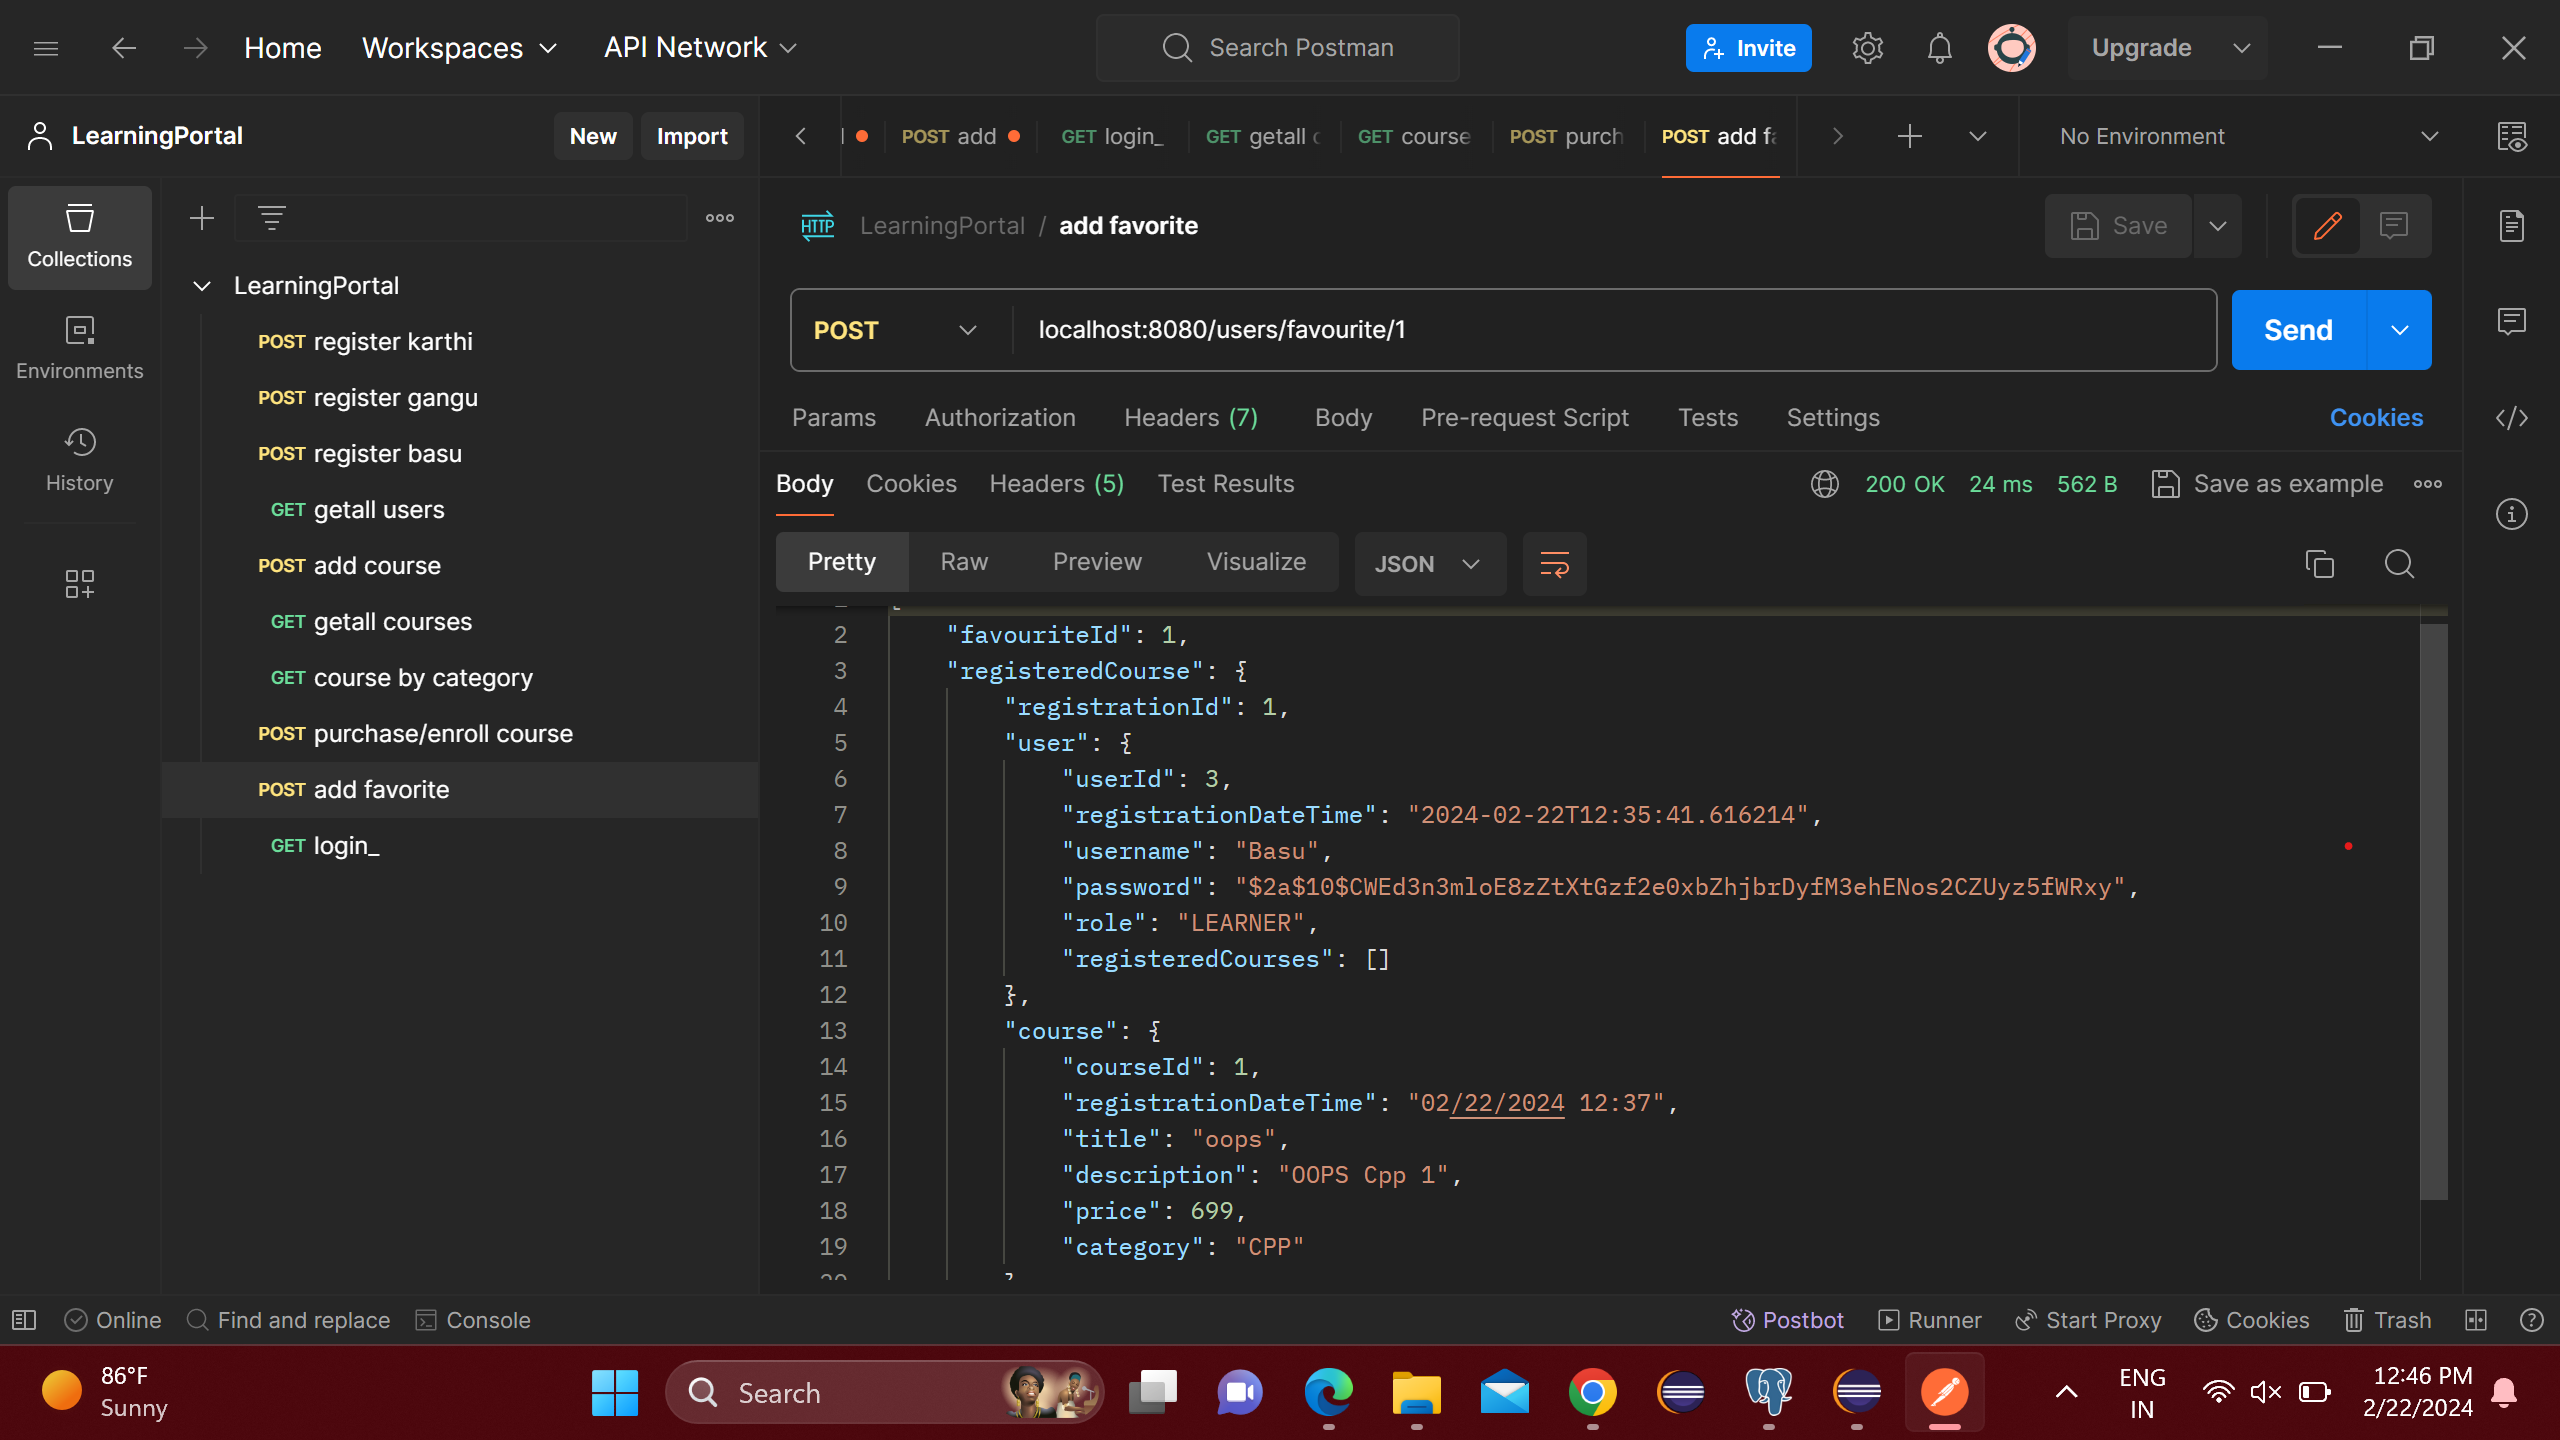 Home Workspaces API Network Search Postman Invite Upgrade
LearningPortal New Import
POST add GET login_ GET getall GET course POST purch POST add fa No Environment
Collections
Environments
History
LearningPortal
POST register karthi
POST register gangu
POST register basu
GET getall users
POST add course
GET getall courses
GET course by category
POST purchase/enroll course
POST add favorite
GET login_
HTTP LearningPortal / add favorite Save
POST localhost:8080/users/favourite/1 Send
Params Authorization Headers (7) Body Pre-request Script Tests Settings Cookies
Body Cookies Headers (5) Test Results 200 OK 24 ms 562 B Save as example
Pretty Raw Preview Visualize JSON
2 "favouriteId": 1,
3 "registeredCourse": {
4 "registrationId": 1,
5 "user": {
6 "userId": 3,
7 "registrationDateTime": "2024-02-22T12:35:41.616214",
8 "username": "Basu",
9 "password": "$2a$10$CWEd3n3mloE8zZtXtGzf2e0xbZhjbrDyfM3ehENos2CZUyz5fWRxy",
10 "role": "LEARNER",
11 "registeredCourses": []
12 },
13 "course": {
14 "courseId": 1,
15 "registrationDateTime": "02/22/2024 12:37",
16 "title": "oops",
17 "description": "OOPS Cpp 1",
18 "price": 699,
19 "category": "CPP"
Online Find and replace Console Postbot Runner Start Proxy Cookies Trash
86°F
Sunny
Search
ENG
IN
12:46 PM
2/22/2024